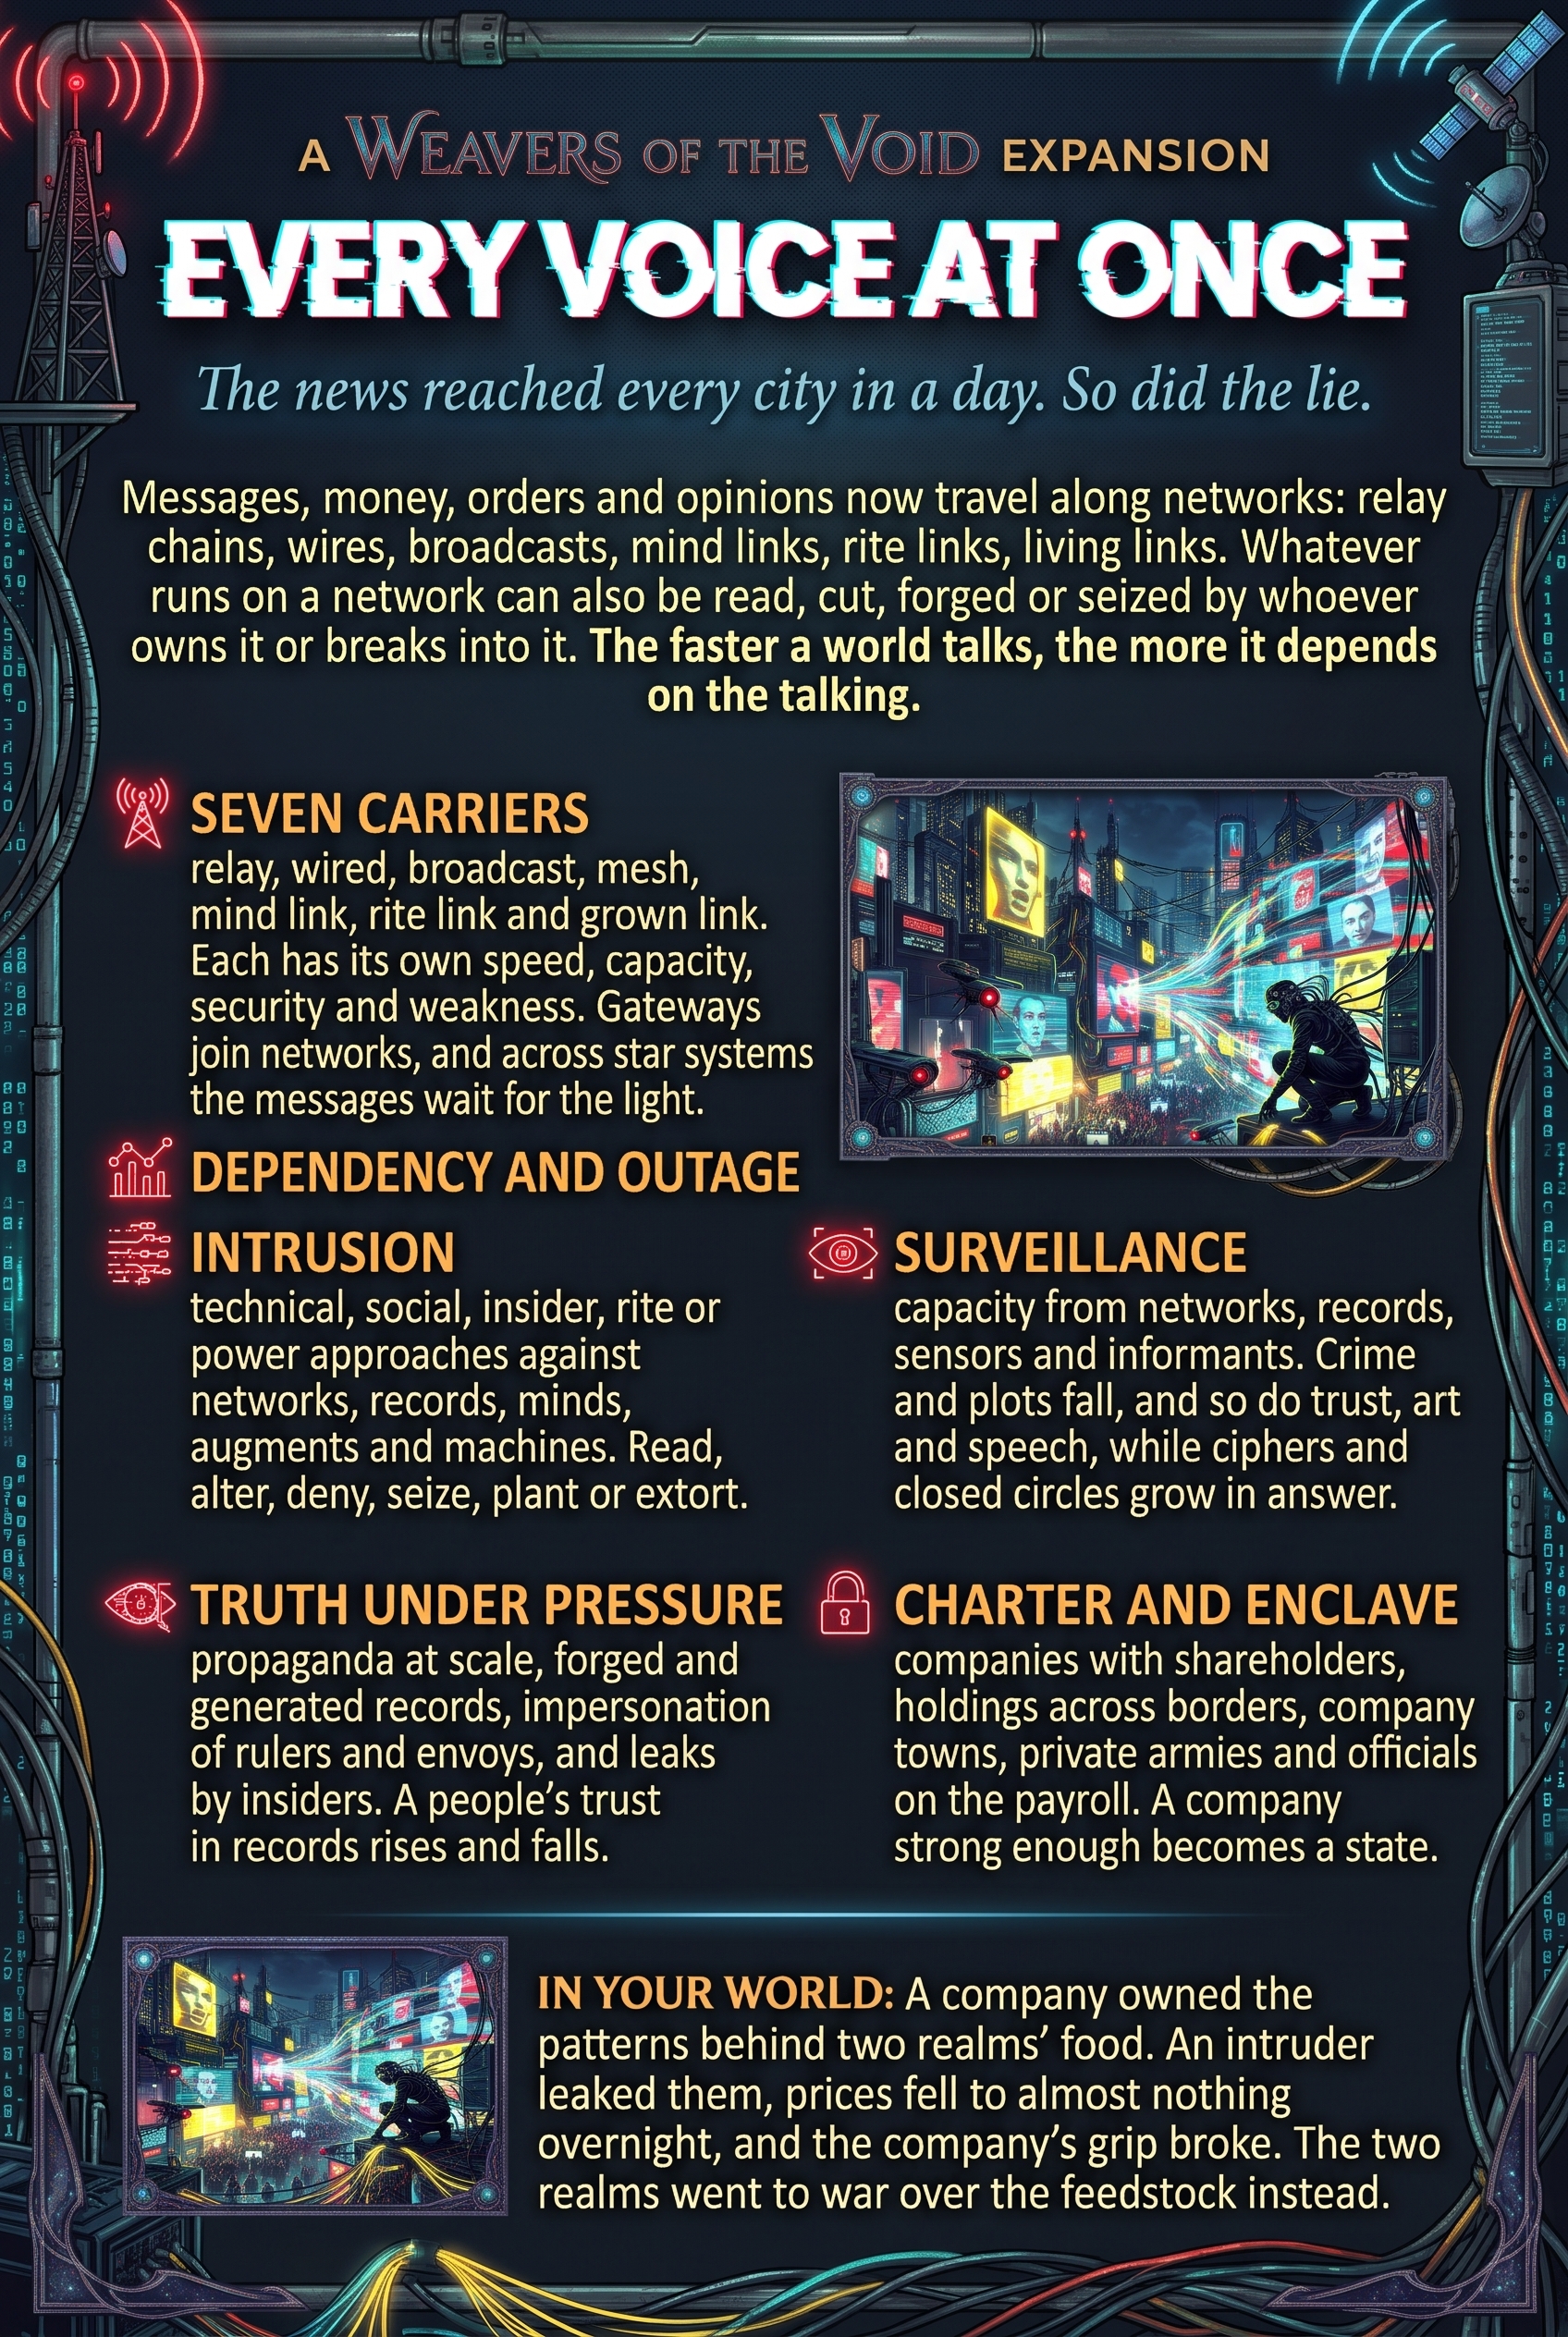 A WEAVERS OF THE VOID EXPANSION
EVERY VOICE AT ONCE
The news reached every city in a day. So did the lie.
Messages, money, orders and opinions now travel along networks: relay
chains, wires, broadcasts, mind links, rite links, living links. Whatever
runs on a network can also be read, cut, forged or seized by whoever
owns it or breaks into it. The faster a world talks, the more it depends
on the talking.
SEVEN CARRIERS
relay, wired, broadcast, mesh,
mind link, rite link and grown link.
Each has its own speed, capacity,
security and weakness. Gateways
join networks, and across star systems
the messages wait for the light.
DEPENDENCY AND OUTAGE
INTRUSION
technical, social, insider, rite or
power approaches against
networks, records, minds,
augments and machines. Read,
alter, deny, seize, plant or extort.
SURVEILLANCE
capacity from networks, records,
sensors and informants. Crime
and plots fall, and so do trust, art
and speech, while ciphers and
closed circles grow in answer.
TRUTH UNDER PRESSURE
propaganda at scale, forged and
generated records, impersonation
of rulers and envoys, and leaks
by insiders. A people’s trust
in records rises and falls.
CHARTER AND ENCLAVE
companies with shareholders,
holdings across borders, company
towns, private armies and officials
on the payroll. A company
strong enough becomes a state.
IN YOUR WORLD: A company owned the
patterns behind two realms’ food. An intruder
leaked them, prices fell to almost nothing
overnight, and the company’s grip broke. The two
realms went to war over the feedstock instead.